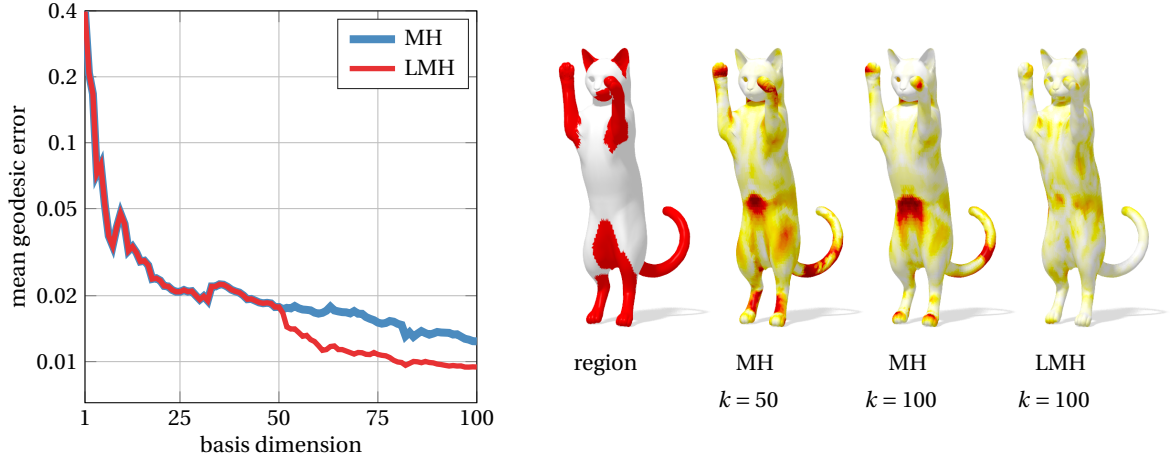 0.4
0.2
0.1
0.05
0.02
0.01
mean geodesic error
MH
LMH
1
25
50
75
100
basis dimension
region
MH
k = 50
MH
k = 100
LMH
k = 100